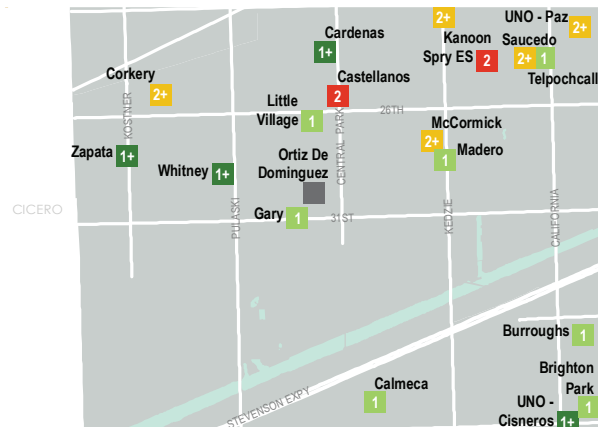 UNO - Paz
2+
2+
Cardenas
Kanoon
Saucedo
1+
Spry ES
2
2+
1
Telpochcall
Corkery
2+
Castellanos
2
Little
Village
1
26TH
KOSTNER
CENTRAL PARK
McCormick
2+
Madero
1
Zapata
1+
Whitney
1+
Ortiz De
Dominguez
CICERO
PULASKI
Gary
1
31ST
KEDZIE
CALIFORNIA
Burroughs
1
Brighton
Park
1
Calmeca
1
STEVENSON EXPY
UNO -
Cisneros
1+